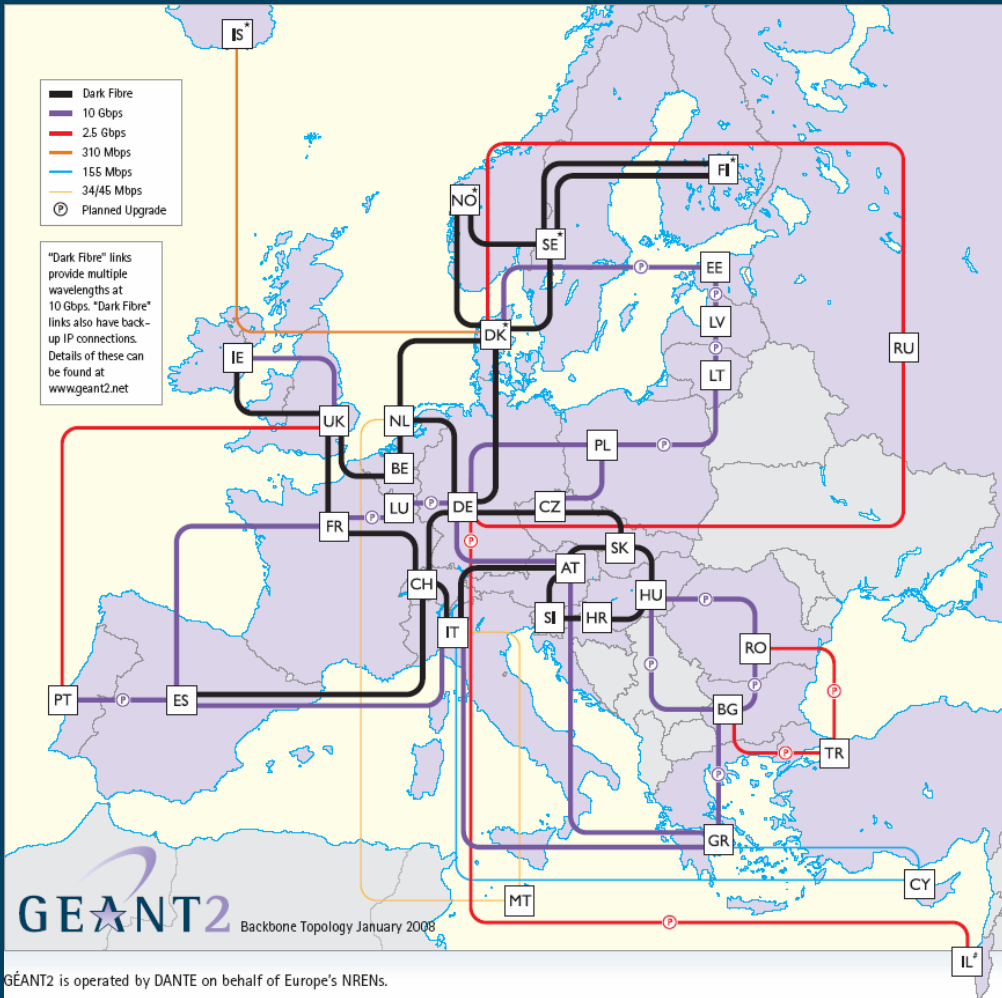 IS*
Dark Fibre
10 Gbps
2.5 Gbps
310 Mbps
155 Mbps
34/45 Mbps
P Planned Upgrade
"Dark Fibre" links
provide multiple
wavelengths at
10 Gbps. "Dark Fibre"
links also have back-
up IP connections.
Details of these can
be found at
www.geant2.net
FI*
NO*
SE*
P
EE
P
LV
DK*
RU
P
IE
LT
UK
NL
PL
P
BE
P
LU
DE
CZ
P
FR
P
SK
AT
CH
HU
P
SI
HR
IT
RO
P
P
P
PT
P
ES
BG
P
TR
P
GR
CY
MT
P
IL#
GEANT2
Backbone Topology January 2008
GÉANT2 is operated by DANTE on behalf of Europe's NRENs.